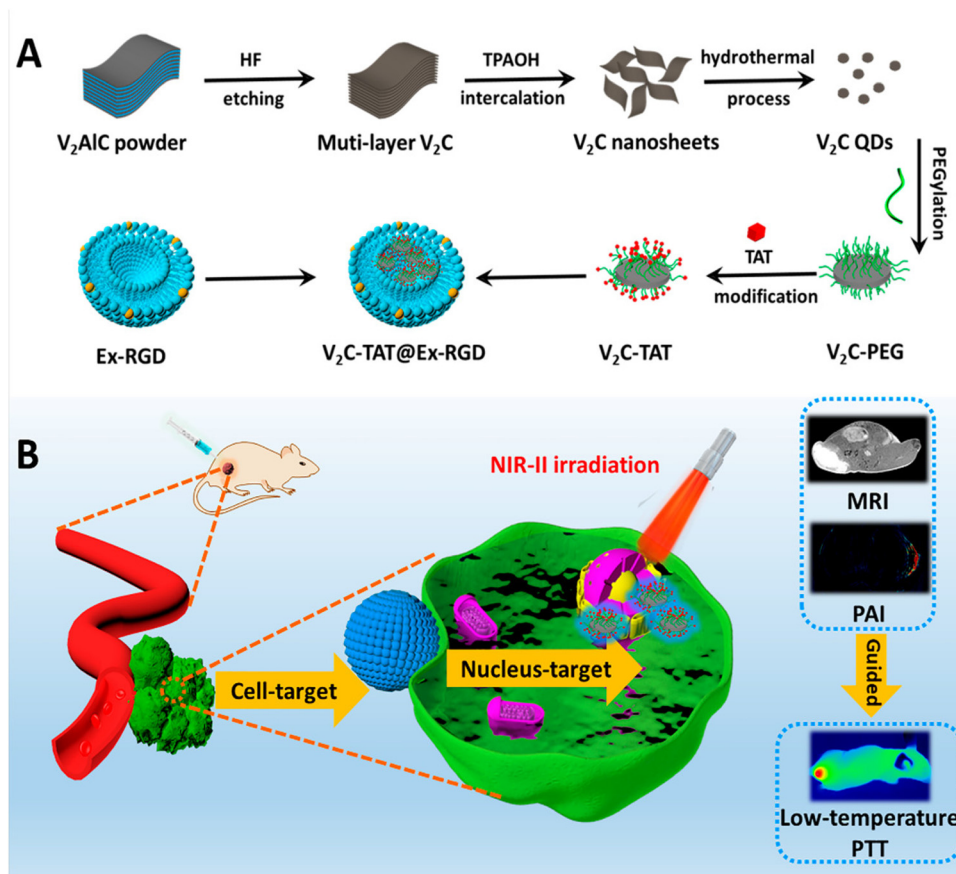 A
HF
etching
TPAOH
intercalation
hydrothermal
process
V₂AlC powder
Muti-layer V₂C
V₂C nanosheets
V₂C QDs
PEGylation
TAT
modification
Ex-RGD
V₂C-TAT@Ex-RGD
V₂C-TAT
V₂C-PEG
B
NIR-II irradiation
MRI
PAI
Guided
Cell-target
Nucleus-target
Low-temperature
PTT